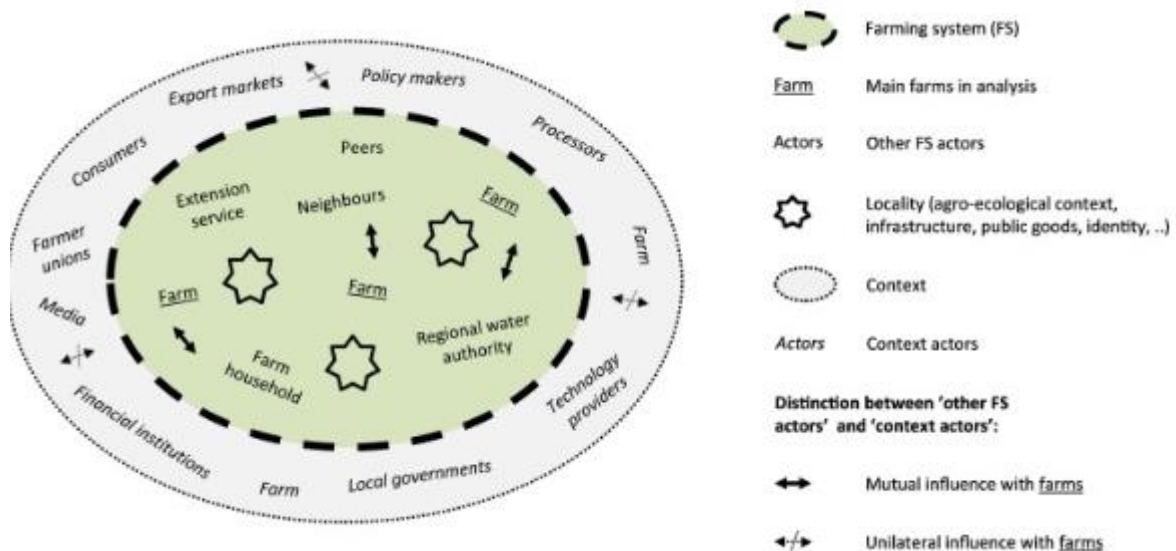 Export markets
Policy makers
Consumers
Processors
Peers
Extension
service
Neighbours
Farm
Farmer
unions
Farm
Farm
Farm
Media
Regional water
authority
Farm
household
Technology
providers
Financial institutions
Farm
Local governments
Farming system (FS)
Farm Main farms in analysis
Actors Other FS actors
Locality (agro-ecological context,
infrastructure, public goods, identity, ..)
Context
Actors Context actors
Distinction between 'other FS
actors' and 'context actors':
Mutual influence with farms
Unilateral influence with farms